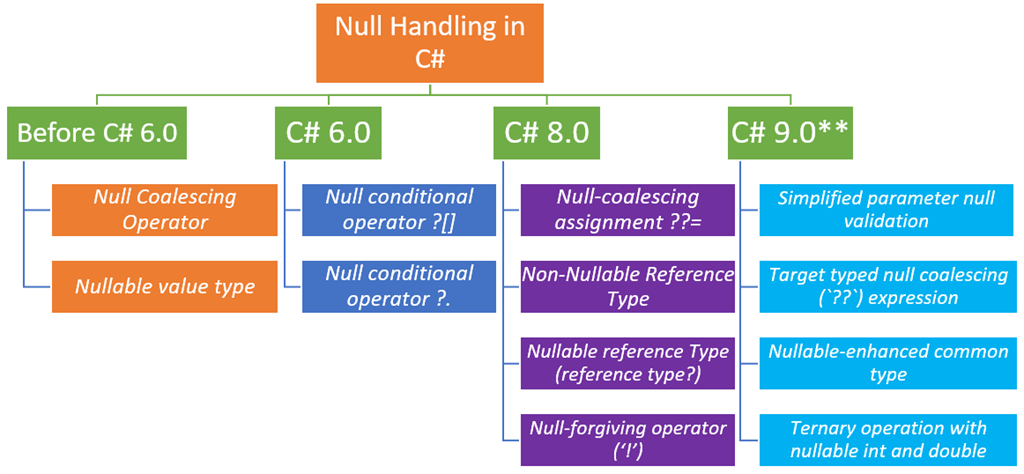 Null Handling in
C#
Before C# 6.0
Null Coalescing
Operator
Nullable value type
C# 6.0
Null conditional
operator ?[]
Null conditional
operator ?.
C# 8.0
Null-coalescing
assignment ??=
Non-Nullable Reference
Type
Nullable reference Type
(reference type?)
Null-forgiving operator
(‘!’)
C# 9.0**
Simplified parameter null
validation
Target typed null coalescing
(`??`) expression
Nullable-enhanced common
type
Ternary operation with
nullable int and double